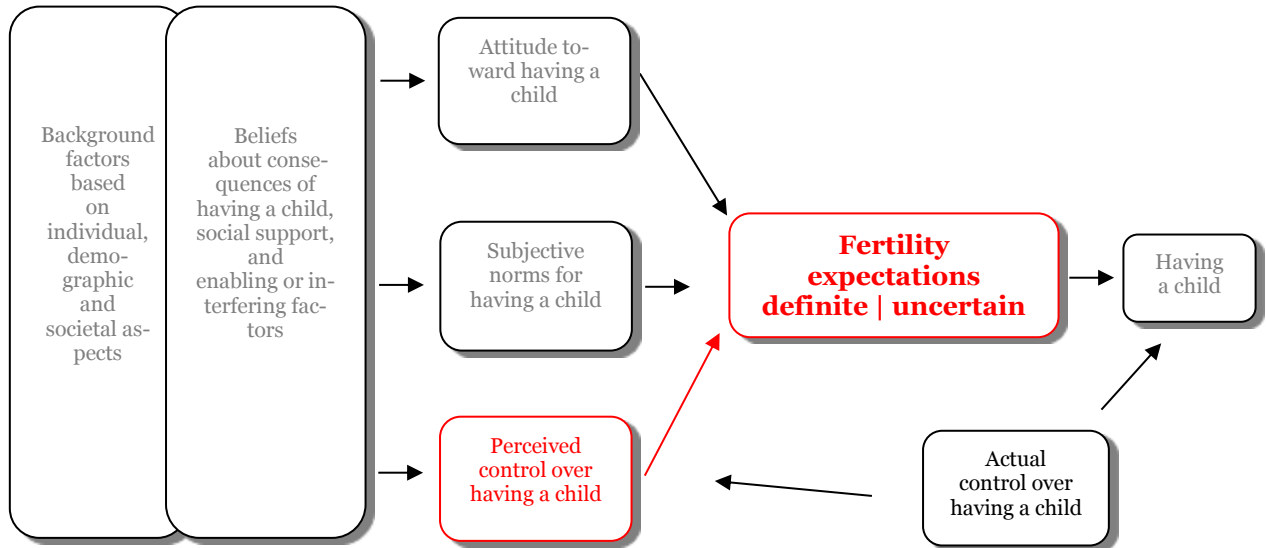 Background
factors
based
on
individual,
demo-
graphic
and
societal as-
pects
Beliefs
about conse-
quences of
having a child,
social support,
and
enabling or in-
terfering fac-
tors
Attitude to-
ward having a
child
Subjective
norms for
having a child
Perceived
control over
having a child
Fertility
expectations
definite | uncertain
Having
a child
Actual
control over
having a child